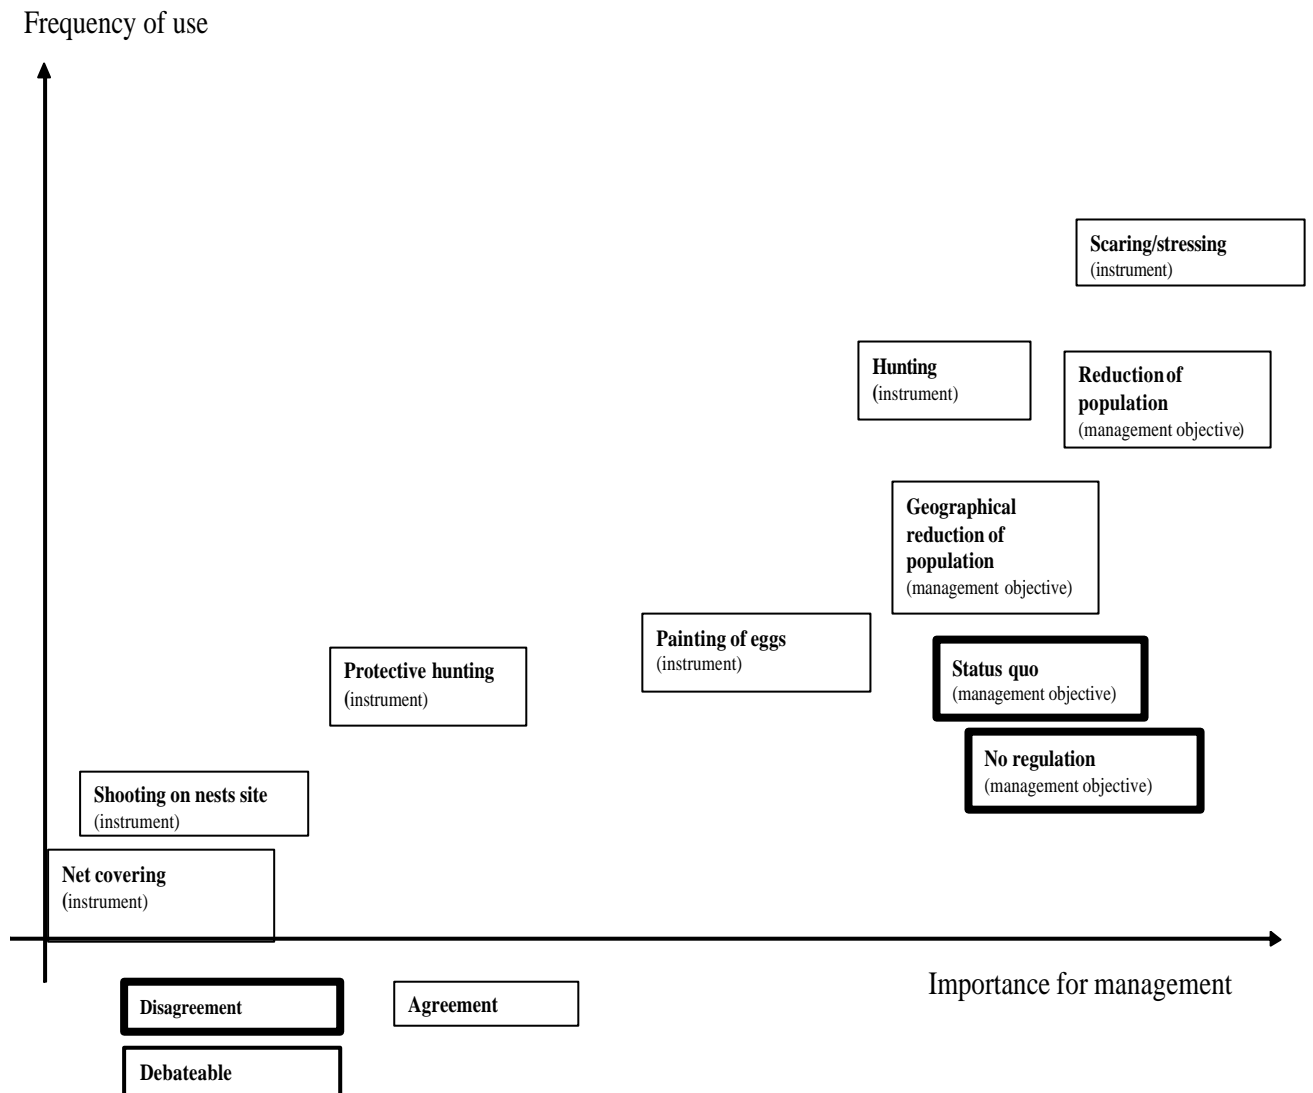 Frequency of use
Scaring/stressing
(instrument)
Hunting
(instrument)
Reduction of
population
(management objective)
Geographical
reduction of
population
(management objective)
Painting of eggs
(instrument)
Protective hunting
(instrument)
Status quo
(management objective)
No regulation
(management objective)
Shooting on nests site
(instrument)
Net covering
(instrument)
Importance for management
Disagreement
Agreement
Debateable